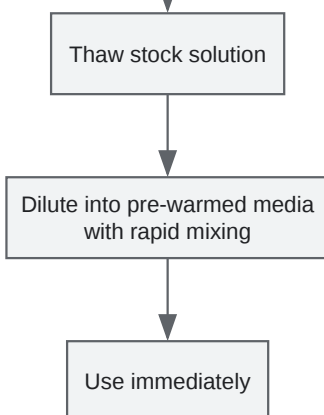 Thaw stock solution
Dilute into pre-warmed media
with rapid mixing
Use immediately